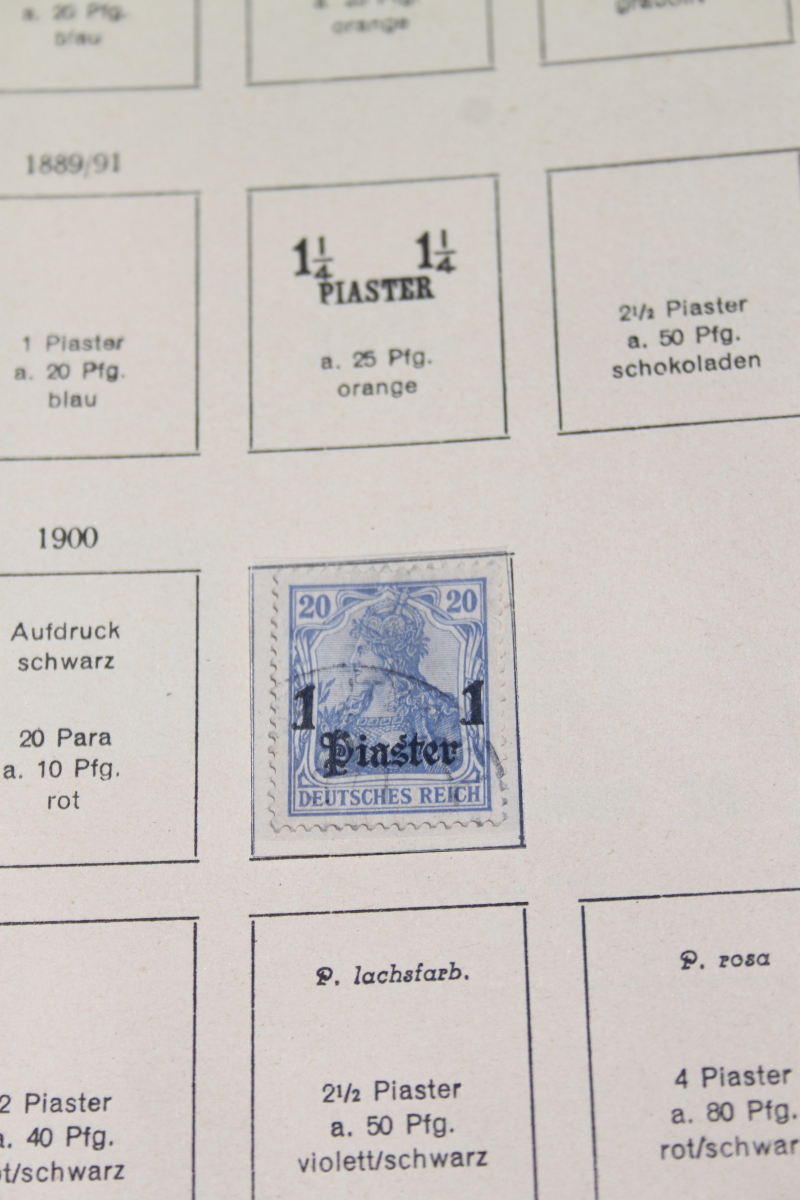 a. 20 Pfg.
blau
orange
1889/91
1 Piaster
a. 20 Pfg.
blau
1¼ 1¼
PIASTER
a. 25 Pfg.
orange
2½ Piaster
a. 50 Pfg.
schokoladen
1900
Aufdruck
schwarz
20 Para
a. 10 Pfg.
rot
20 20
1 1
Piaster
DEUTSCHES REICH
2 Piaster
a. 40 Pfg.
t/schwarz
P. lachsfarb.
2½ Piaster
a. 50 Pfg.
violett/schwarz
P. rosa
4 Piaster
a. 80 Pfg.
rot/schwar